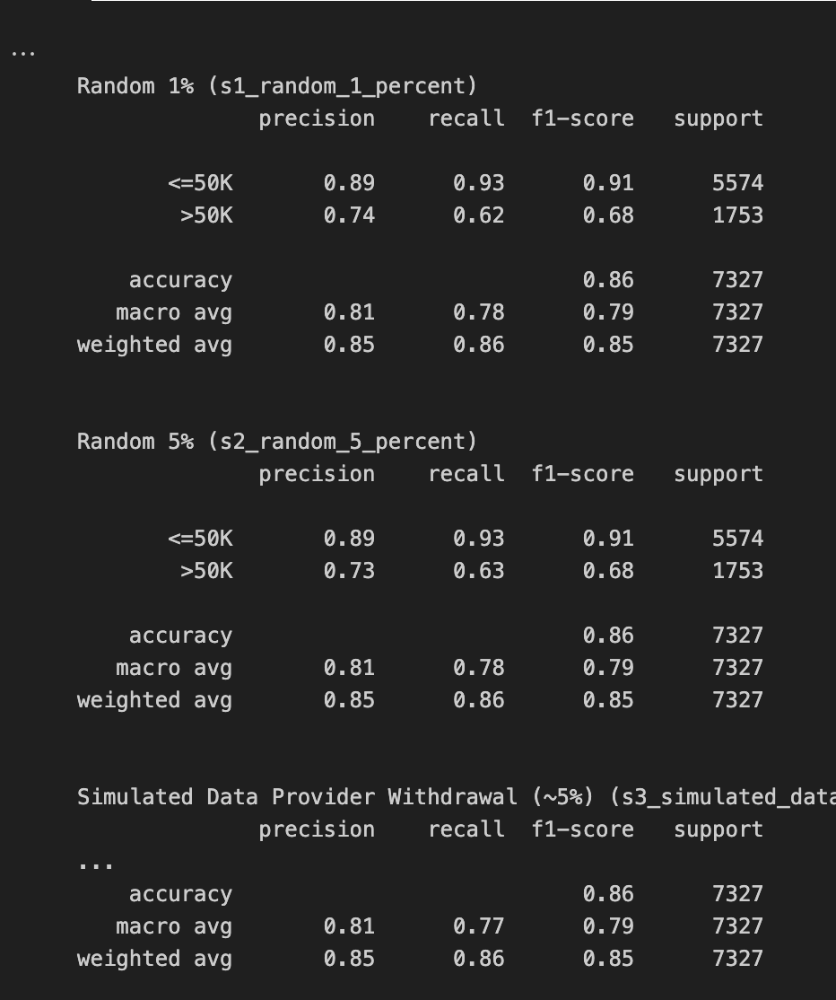 ...
Random 1% (s1_random_1_percent)
precision recall f1-score support
<=50K 0.89 0.93 0.91 5574
>50K 0.74 0.62 0.68 1753
accuracy 0.86 7327
macro avg 0.81 0.78 0.79 7327
weighted avg 0.85 0.86 0.85 7327
Random 5% (s2_random_5_percent)
precision recall f1-score support
<=50K 0.89 0.93 0.91 5574
>50K 0.73 0.63 0.68 1753
accuracy 0.86 7327
macro avg 0.81 0.78 0.79 7327
weighted avg 0.85 0.86 0.85 7327
Simulated Data Provider Withdrawal (~5%) (s3_simulated_data
precision recall f1-score support
...
accuracy 0.86 7327
macro avg 0.81 0.77 0.79 7327
weighted avg 0.85 0.86 0.85 7327